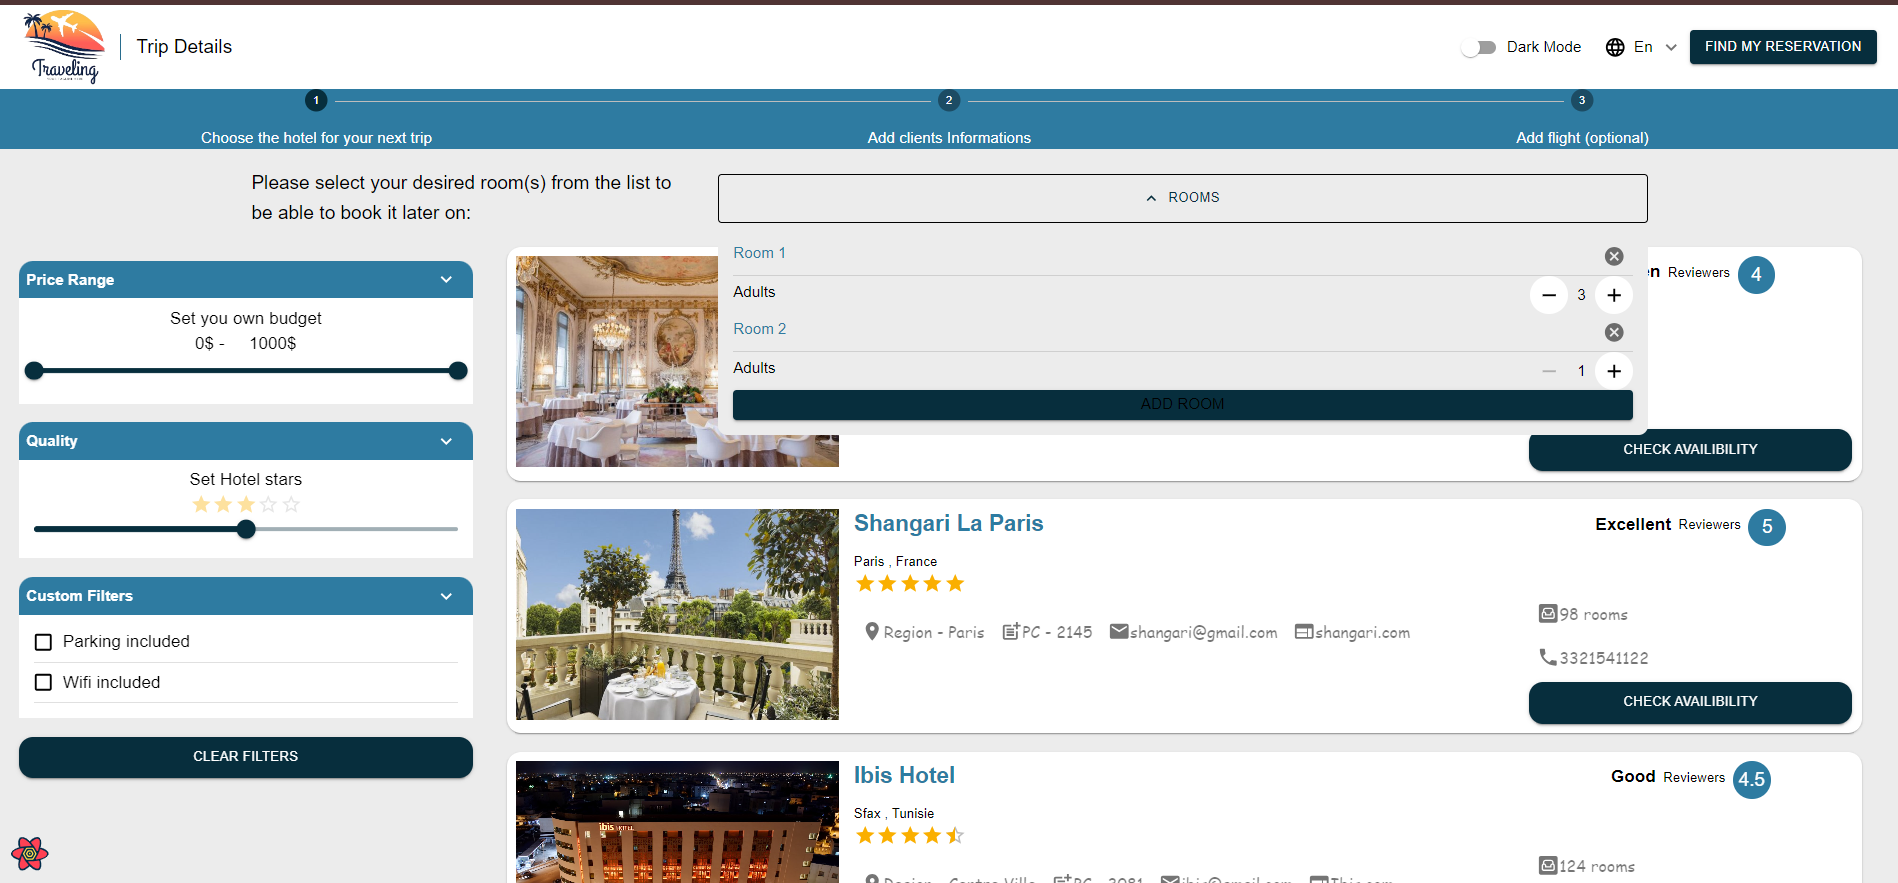 Traveling
Trip Details
Dark Mode
En
FIND MY RESERVATION
1
2
3
Choose the hotel for your next trip
Add clients Informations
Add flight (optional)
Please select your desired room(s) from the list to
be able to book it later on:
ROOMS
Room 1
Adults
3
Room 2
Adults
1
ADD ROOM
Price Range
Set you own budget
0$ - 1000$
Quality
Set Hotel stars
Custom Filters
Parking included
Wifi included
CLEAR FILTERS
Reviewers
4
CHECK AVAILIBILITY
Shangari La Paris
Excellent Reviewers 5
Paris , France
Region - Paris
PC - 2145
shangari@gmail.com
shangari.com
98 rooms
3321541122
CHECK AVAILIBILITY
Ibis Hotel
Good Reviewers 4.5
Sfax , Tunisie
ibis HOTEL
124 rooms